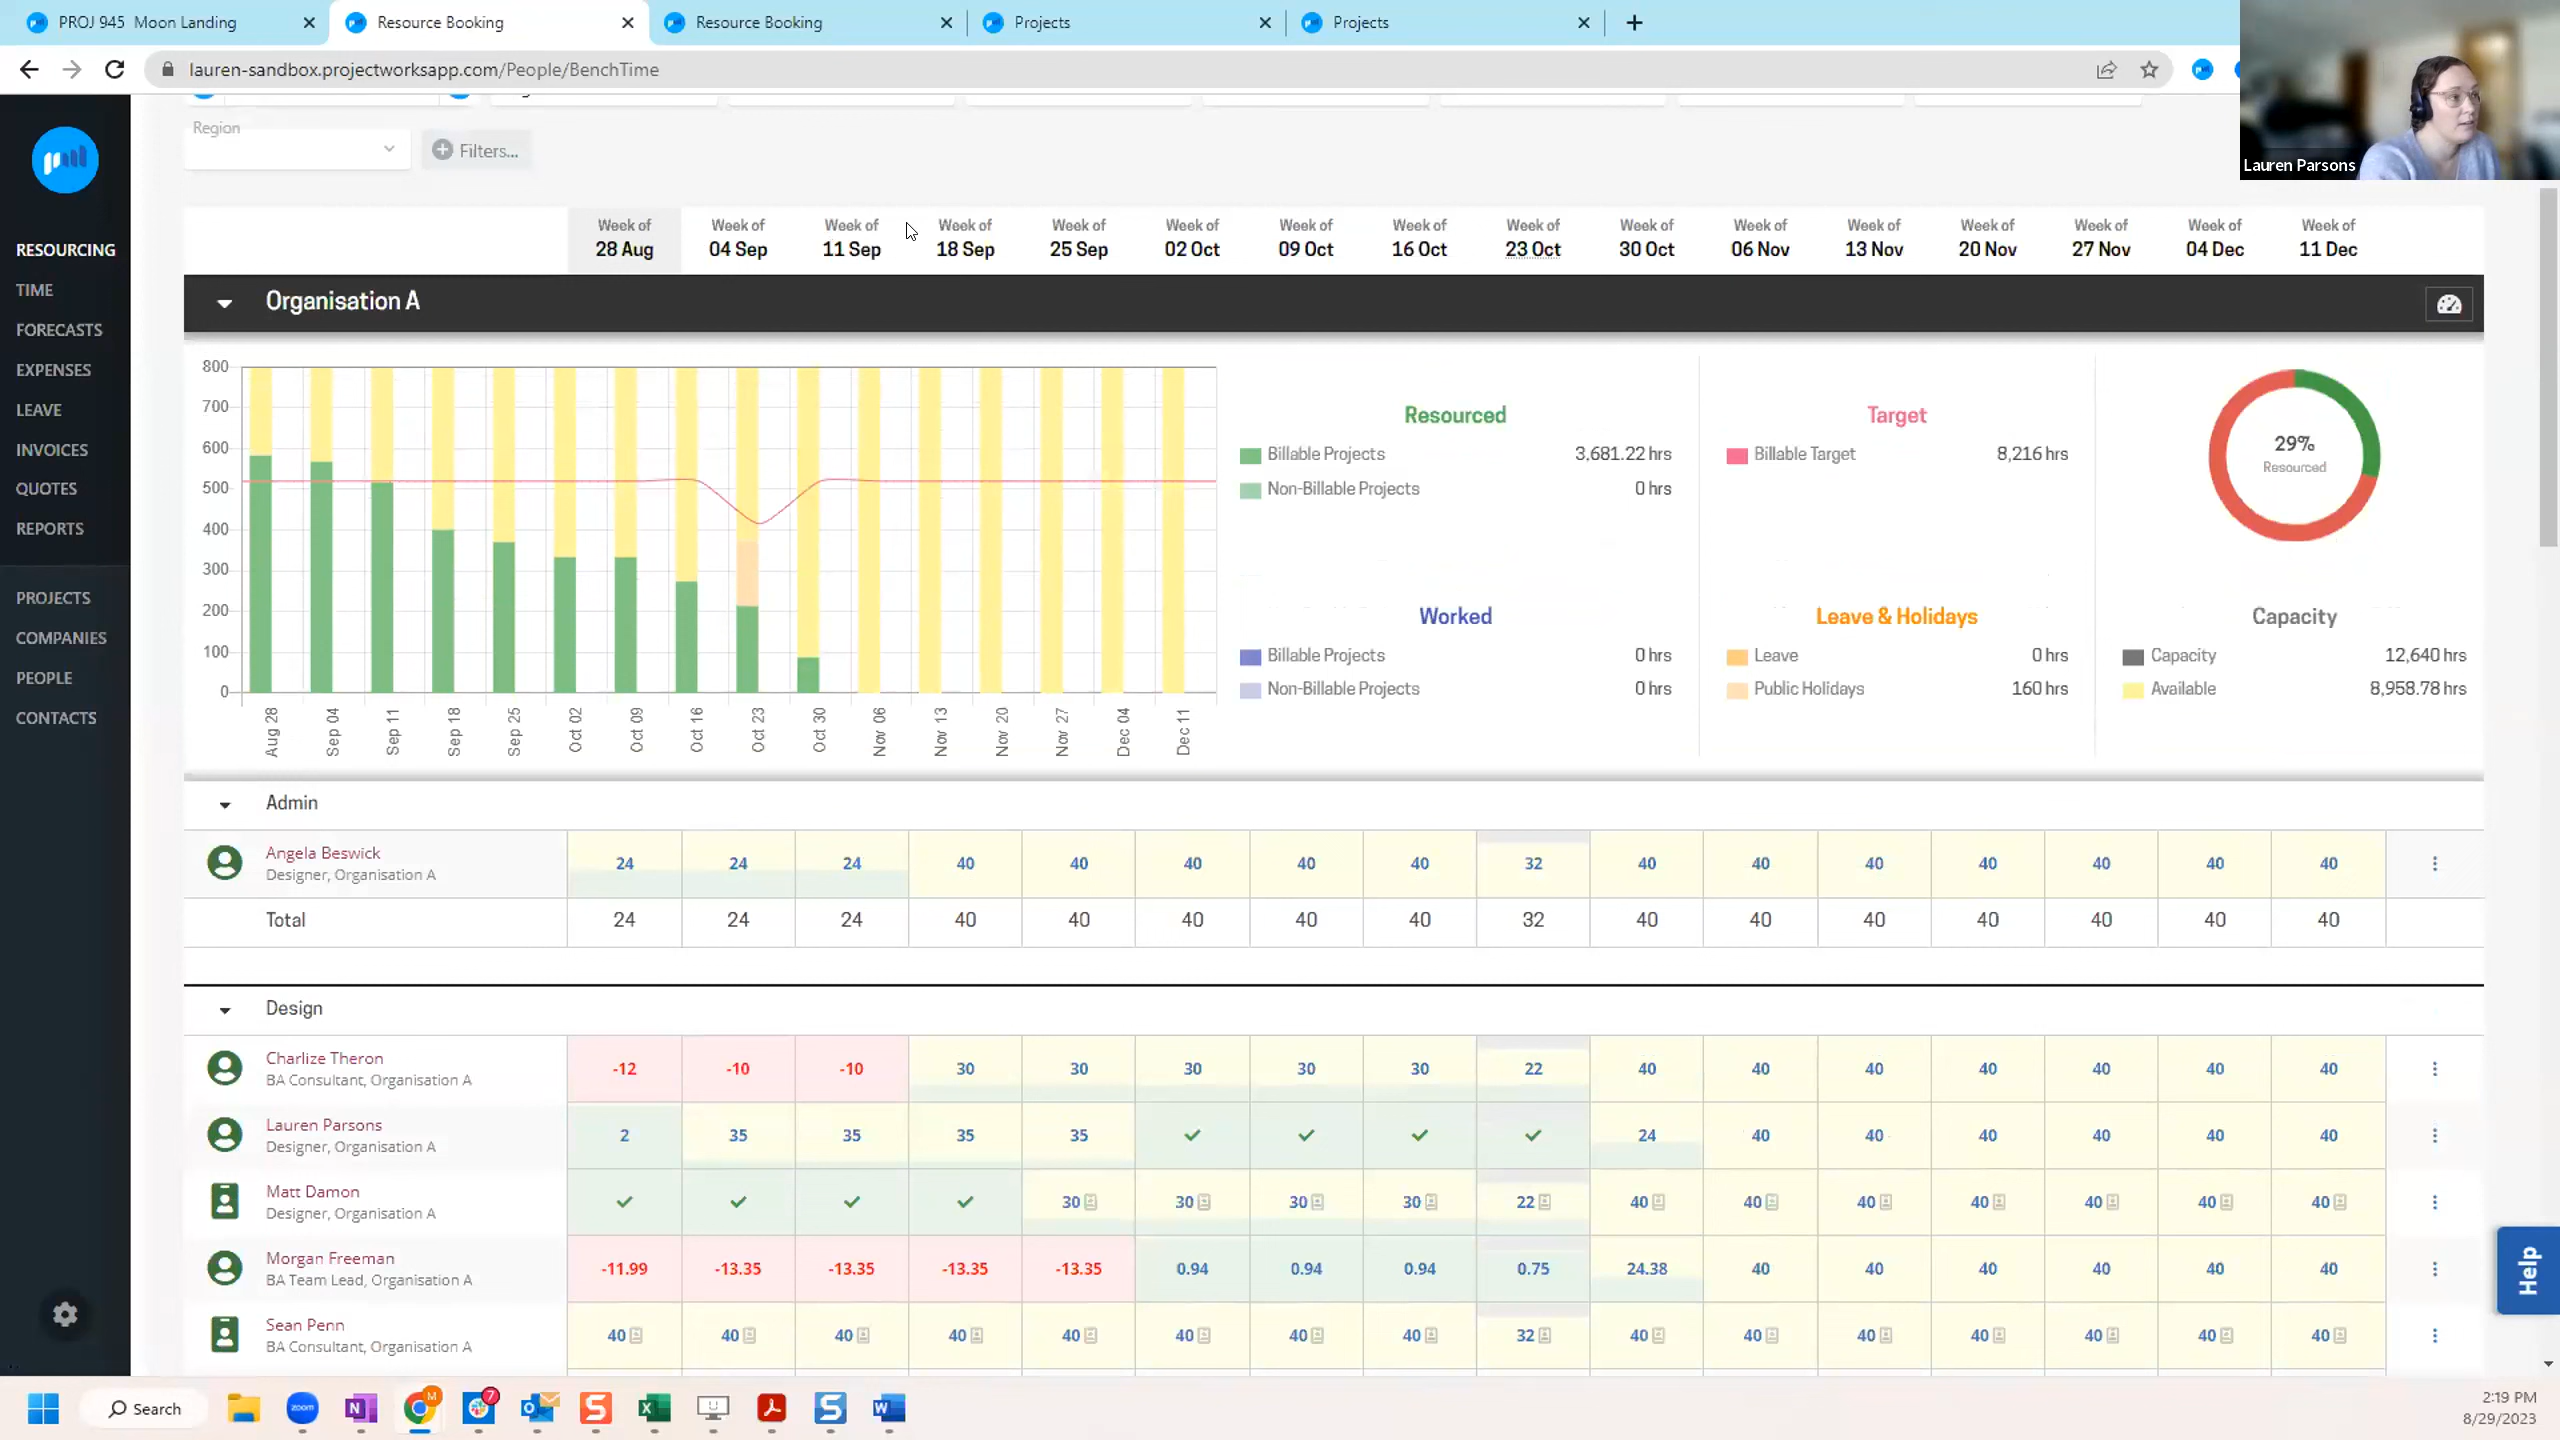 PROJ 945 Moon Landing
Resource Booking
Resource Booking
Projects
Projects
lauren-sandbox.projectworksapp.com/People/BenchTime
Lauren Parsons
Region
Filters...
RESOURCING
TIME
FORECASTS
EXPENSES
LEAVE
INVOICES
QUOTES
REPORTS
PROJECTS
COMPANIES
PEOPLE
CONTACTS
Week of Week of Week of Week of Week of Week of Week of Week of Week of Week of Week of Week of Week of Week of Week of Week of
28 Aug 04 Sep 11 Sep 18 Sep 25 Sep 02 Oct 09 Oct 16 Oct 23 Oct 30 Oct 06 Nov 13 Nov 20 Nov 27 Nov 04 Dec 11 Dec
Organisation A
800
700
600
500
400
300
200
100
0
Aug 28 Sep 04 Sep 11 Sep 18 Sep 25 Oct 02 Oct 09 Oct 16 Oct 23 Oct 30 Nov 06 Nov 13 Nov 20 Nov 27 Dec 04 Dec 11
Resourced
Billable Projects 3,681.22 hrs
Non-Billable Projects 0 hrs
Target
Billable Target 8,216 hrs
29%
Resourced
Worked
Billable Projects 0 hrs
Non-Billable Projects 0 hrs
Leave & Holidays
Leave 0 hrs
Public Holidays 160 hrs
Capacity
Capacity 12,640 hrs
Available 8,958.78 hrs
Admin
Angela Beswick
Designer, Organisation A
24 24 24 40 40 40 40 40 32 40 40 40 40 40 40 40
Total 24 24 24 40 40 40 40 40 32 40 40 40 40 40 40 40
Design
Charlize Theron
BA Consultant, Organisation A
-12 -10 -10 30 30 30 30 30 22 40 40 40 40 40 40 40
Lauren Parsons
Designer, Organisation A
2 35 35 35 35 24 40 40 40 40 40 40
Matt Damon
Designer, Organisation A
30 30 30 30 22 40 40 40 40 40 40 40
Morgan Freeman
BA Team Lead, Organisation A
-11.99 -13.35 -13.35 -13.35 -13.35 0.94 0.94 0.94 0.75 24.38 40 40 40 40 40 40
Sean Penn
BA Consultant, Organisation A
40 40 40 40 40 40 40 40 32 40 40 40 40 40 40 40
Help
Search
zoom
N
M
7
S
X
S
W
2:19 PM
8/29/2023